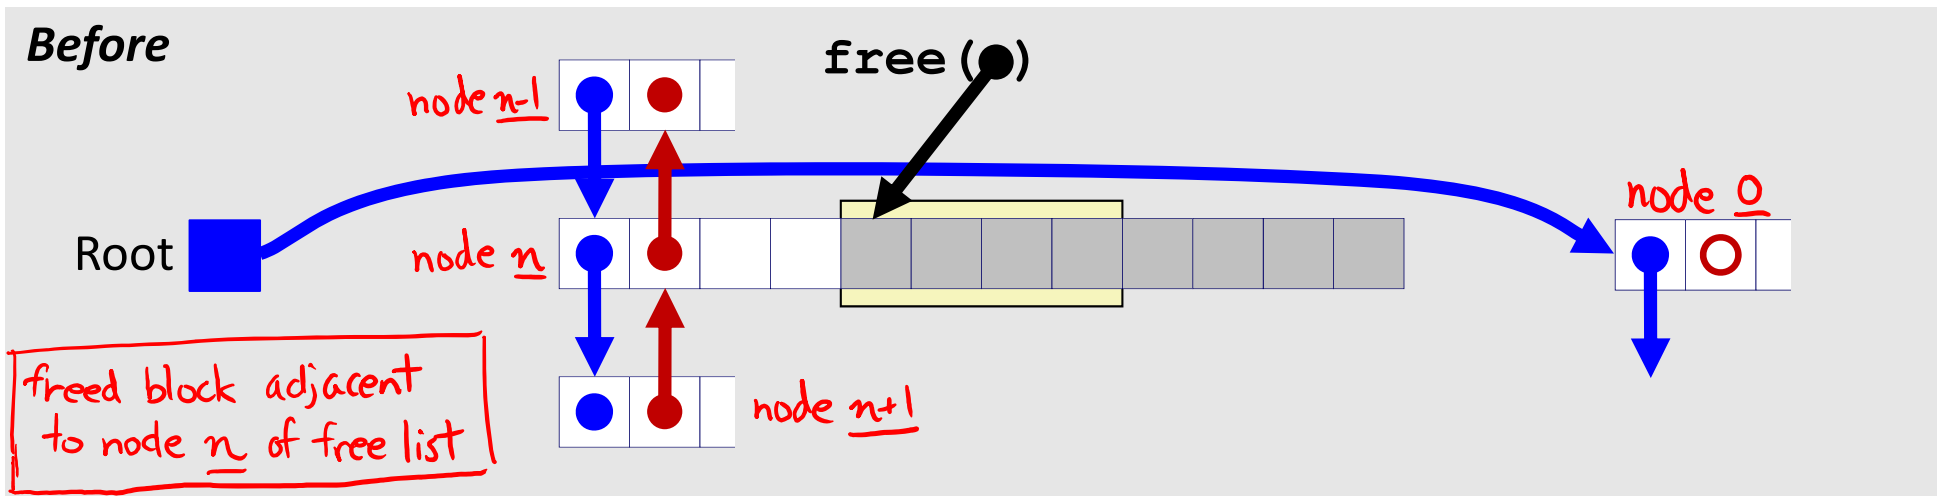 Before
free( )
node n-1
node 0
Root
node n
freed block adjacent
to node n of free list
node n+1